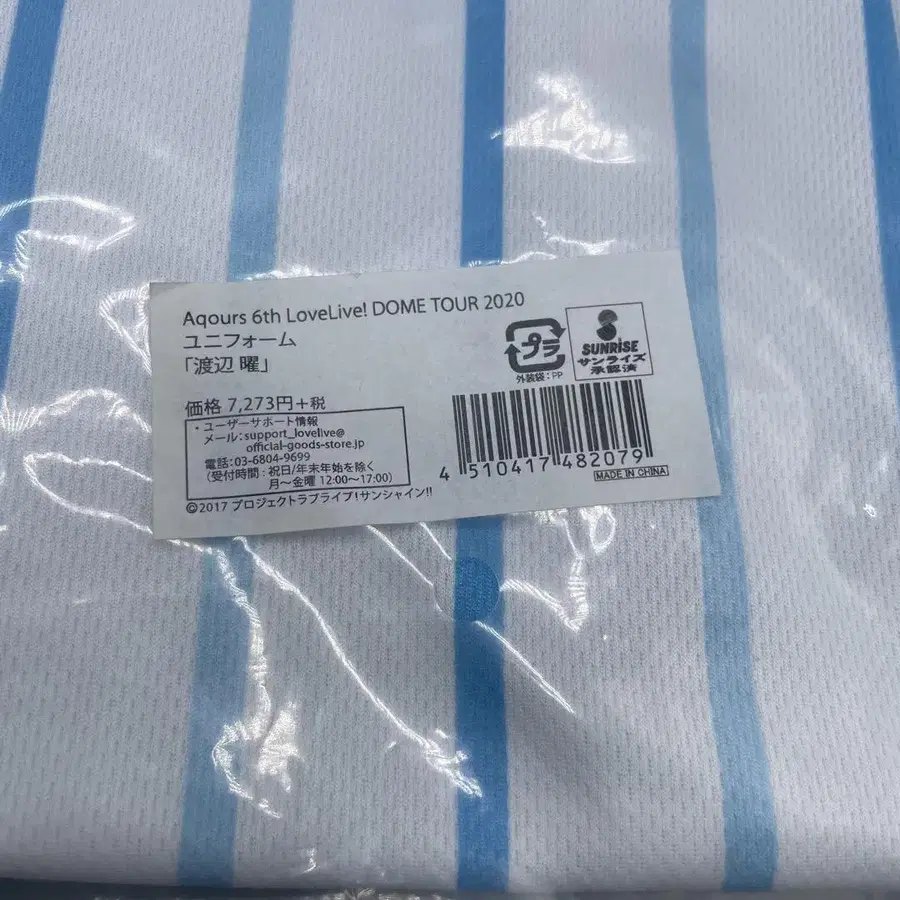 Aqours 6th LoveLive! DOME TOUR 2020
ユニフォーム
「渡辺 曜」
価格 7,273円+税
・ユーザーサポート情報
メール:support_lovelive@
official-goods-store.jp
電話:03-6804-9699
(受付時間:祝日/年末年始を除く
月〜金曜 12:00〜17:00)
©2017 プロジェクトラブライブ!サンシャイン!!
プラ
外装袋:PP
SUNRISE
サンライズ
承認済
4 510417 482079
MADE IN CHINA